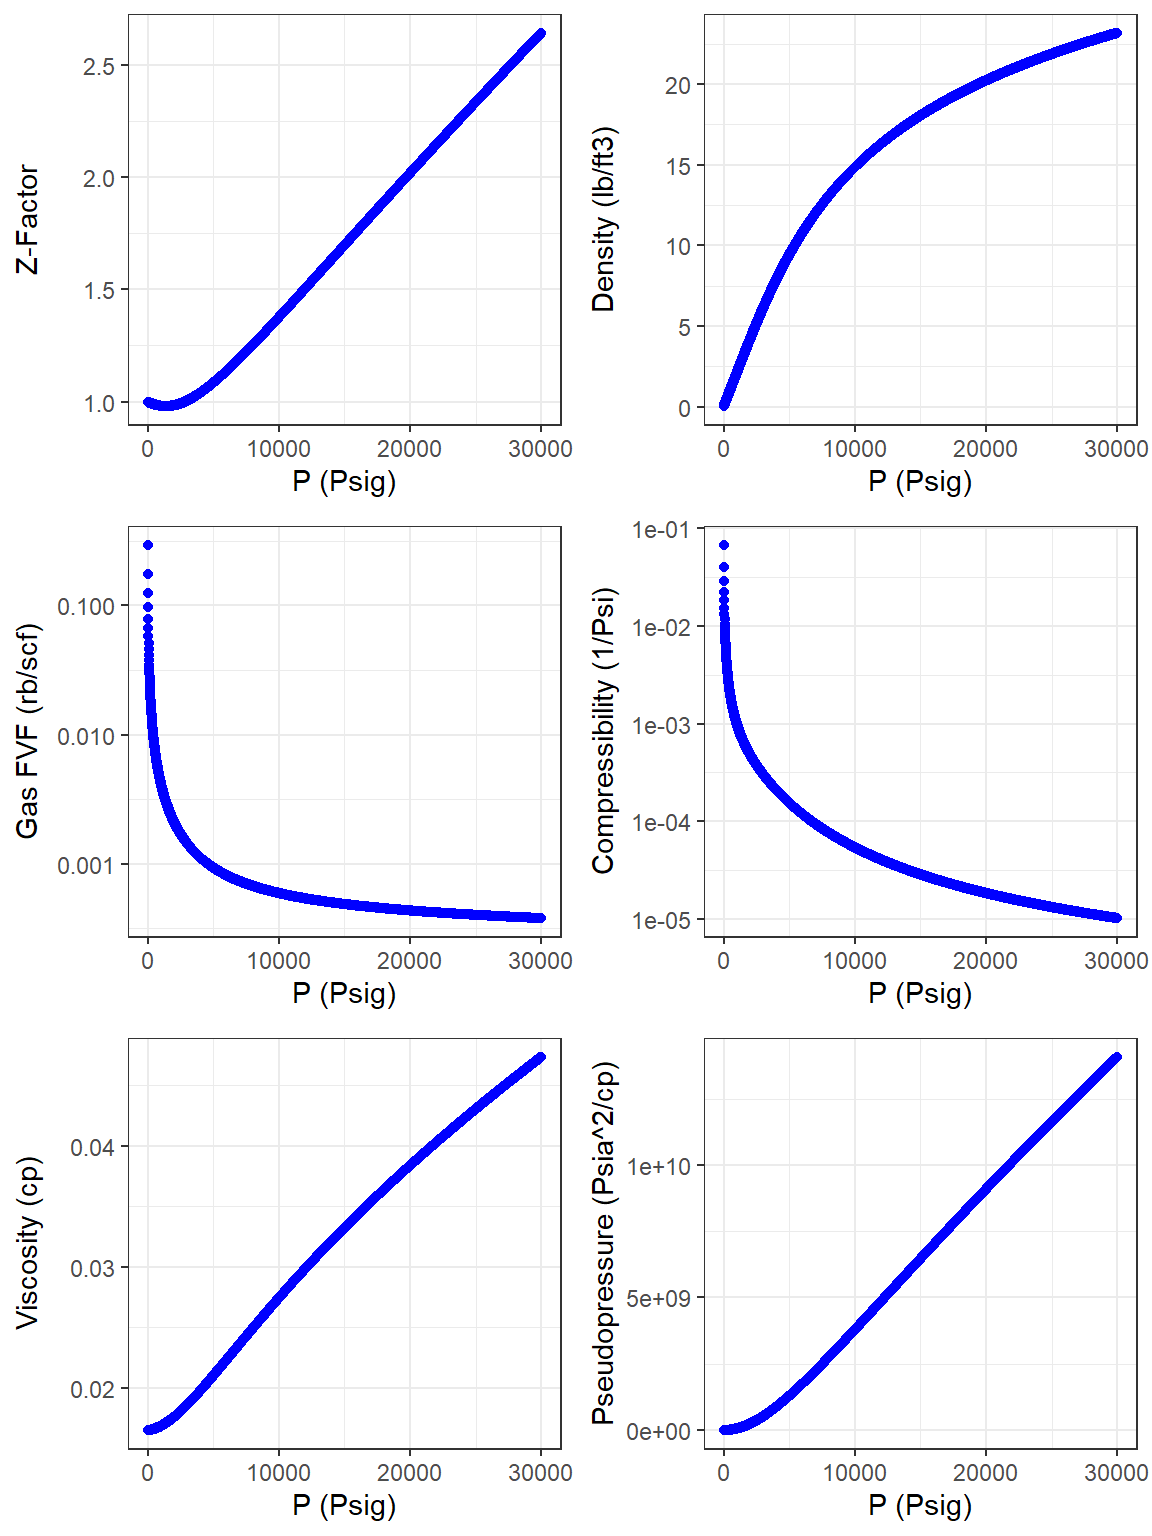 Z-Factor
2.5
2.0
1.5
1.0
0 10000 20000 30000
P (Psig)
Density (lb/ft3)
20
15
10
5
0
0 10000 20000 30000
P (Psig)
Gas FVF (rb/scf)
0.100
0.010
0.001
0 10000 20000 30000
P (Psig)
Compressibility (1/Psi)
1e-01
1e-02
1e-03
1e-04
1e-05
0 10000 20000 30000
P (Psig)
Viscosity (cp)
0.04
0.03
0.02
0 10000 20000 30000
P (Psig)
Pseudopressure (Psia^2/cp)
1e+10
5e+09
0e+00
0 10000 20000 30000
P (Psig)